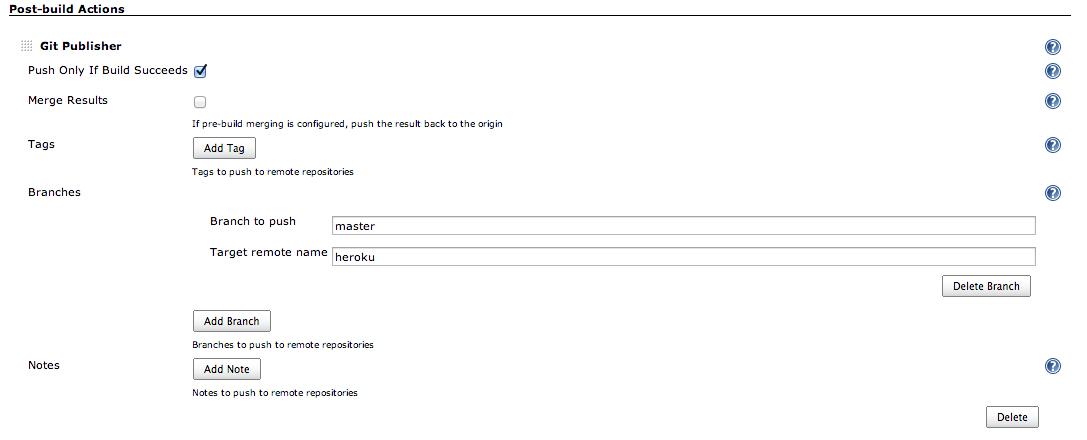 Post-build Actions
Git Publisher
Push Only If Build Succeeds
Merge Results
If pre-build merging is configured, push the result back to the origin
Tags
Add Tag
Tags to push to remote repositories
Branches
Branch to push
master
Target remote name
heroku
Delete Branch
Add Branch
Branches to push to remote repositories
Notes
Add Note
Notes to push to remote repositories
Delete